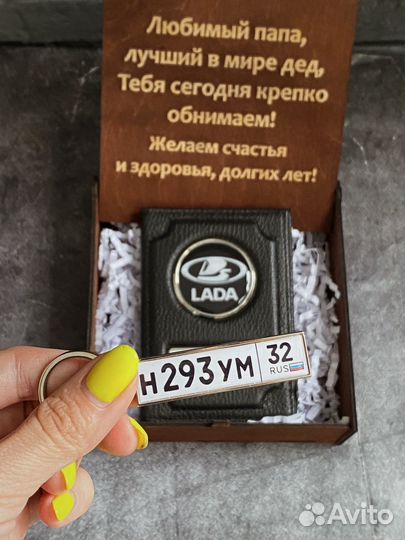 Любимый папа,
лучший в мире дед,
Тебя сегодня крепко
обнимаем!
Желаем счастья
и здоровья, долгих лет!
LADA
Н293УМ 32
RUS
Avito